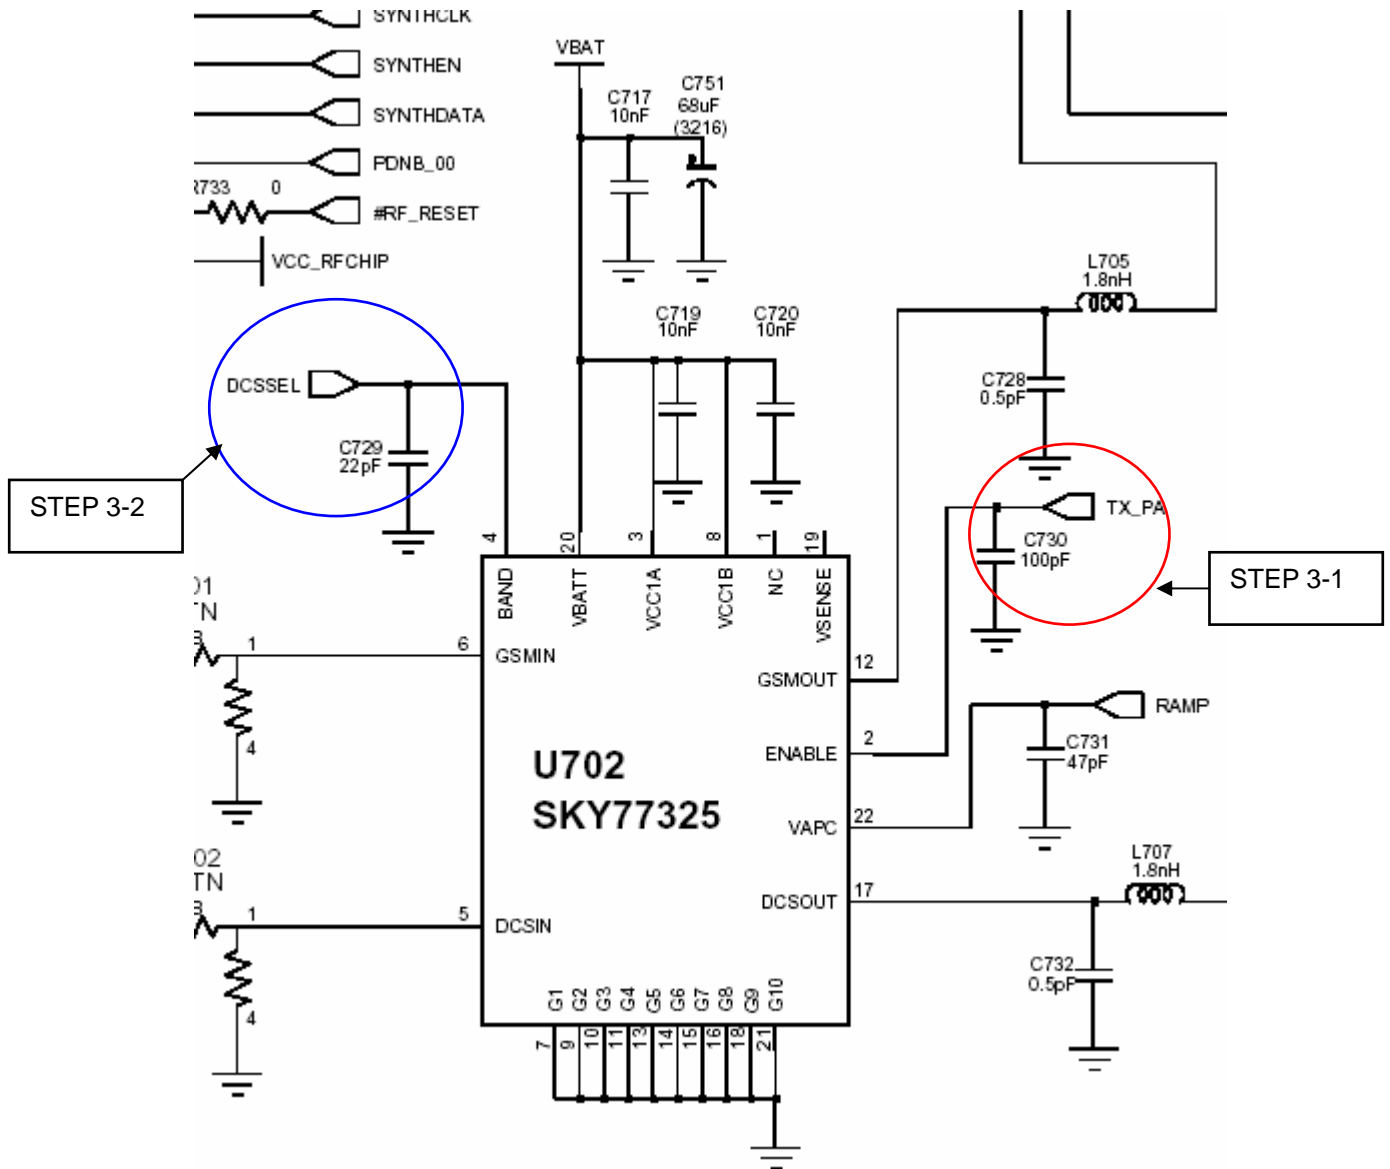 SYNTHCLK
SYNTHEN
SYNTHDATA
PDNB_00
R733 0
#RF_RESET
VCC_RFCHIP
VBAT
C717
10nF
C751
68uF
(3216)
L705
1.8nH
C719
10nF
C720
10nF
DCSSEL
C729
22pF
STEP 3-2
C728
0.5pF
TX_PA
C730
100pF
STEP 3-1
4
20
3
8
1
19
BAND
VBATT
VCC1A
VCC1B
NC
VSENSE
01
TN
1
6
GSMIN
4
GSMOUT
12
ENABLE
2
RAMP
C731
47pF
U702
SKY77325
VAPC
22
L707
1.8nH
02
TN
1
5
DCSIN
4
DCSOUT
17
C732
0.5pF
G1
G2
G3
G4
G5
G6
G7
G8
G9
G10
7
9
10
11
13
14
15
16
18
21